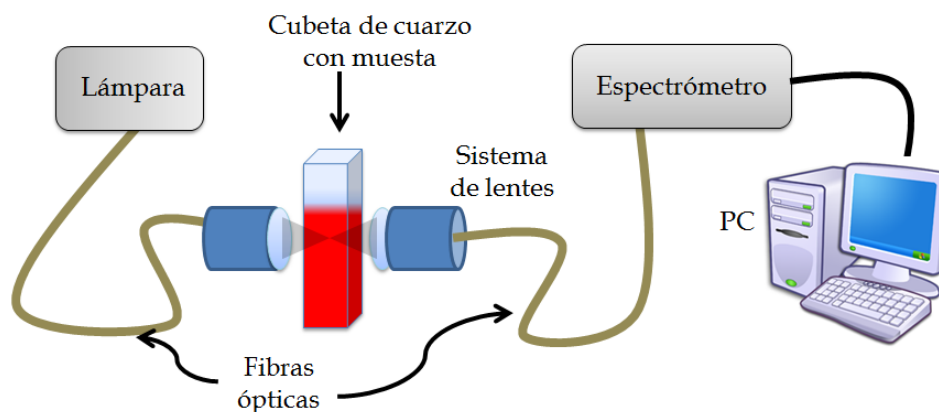 Cubeta de cuarzo
con muesta
Lámpara
Espectrómetro
Sistema
de lentes
PC
Fibras
ópticas